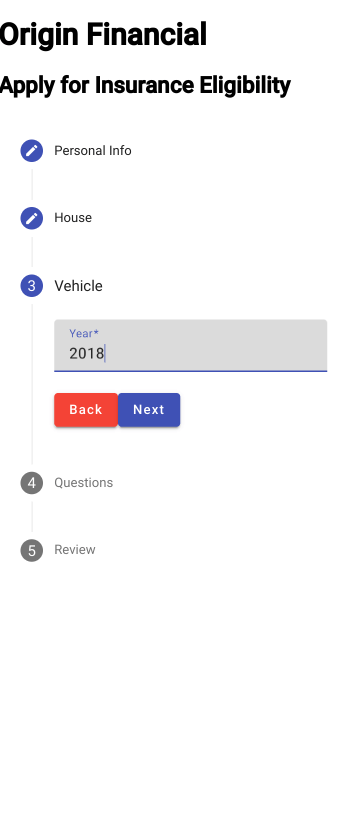 Origin Financial
Apply for Insurance Eligibility
Personal Info
House
3 Vehicle
Year*
2018
Back Next
4 Questions
5 Review